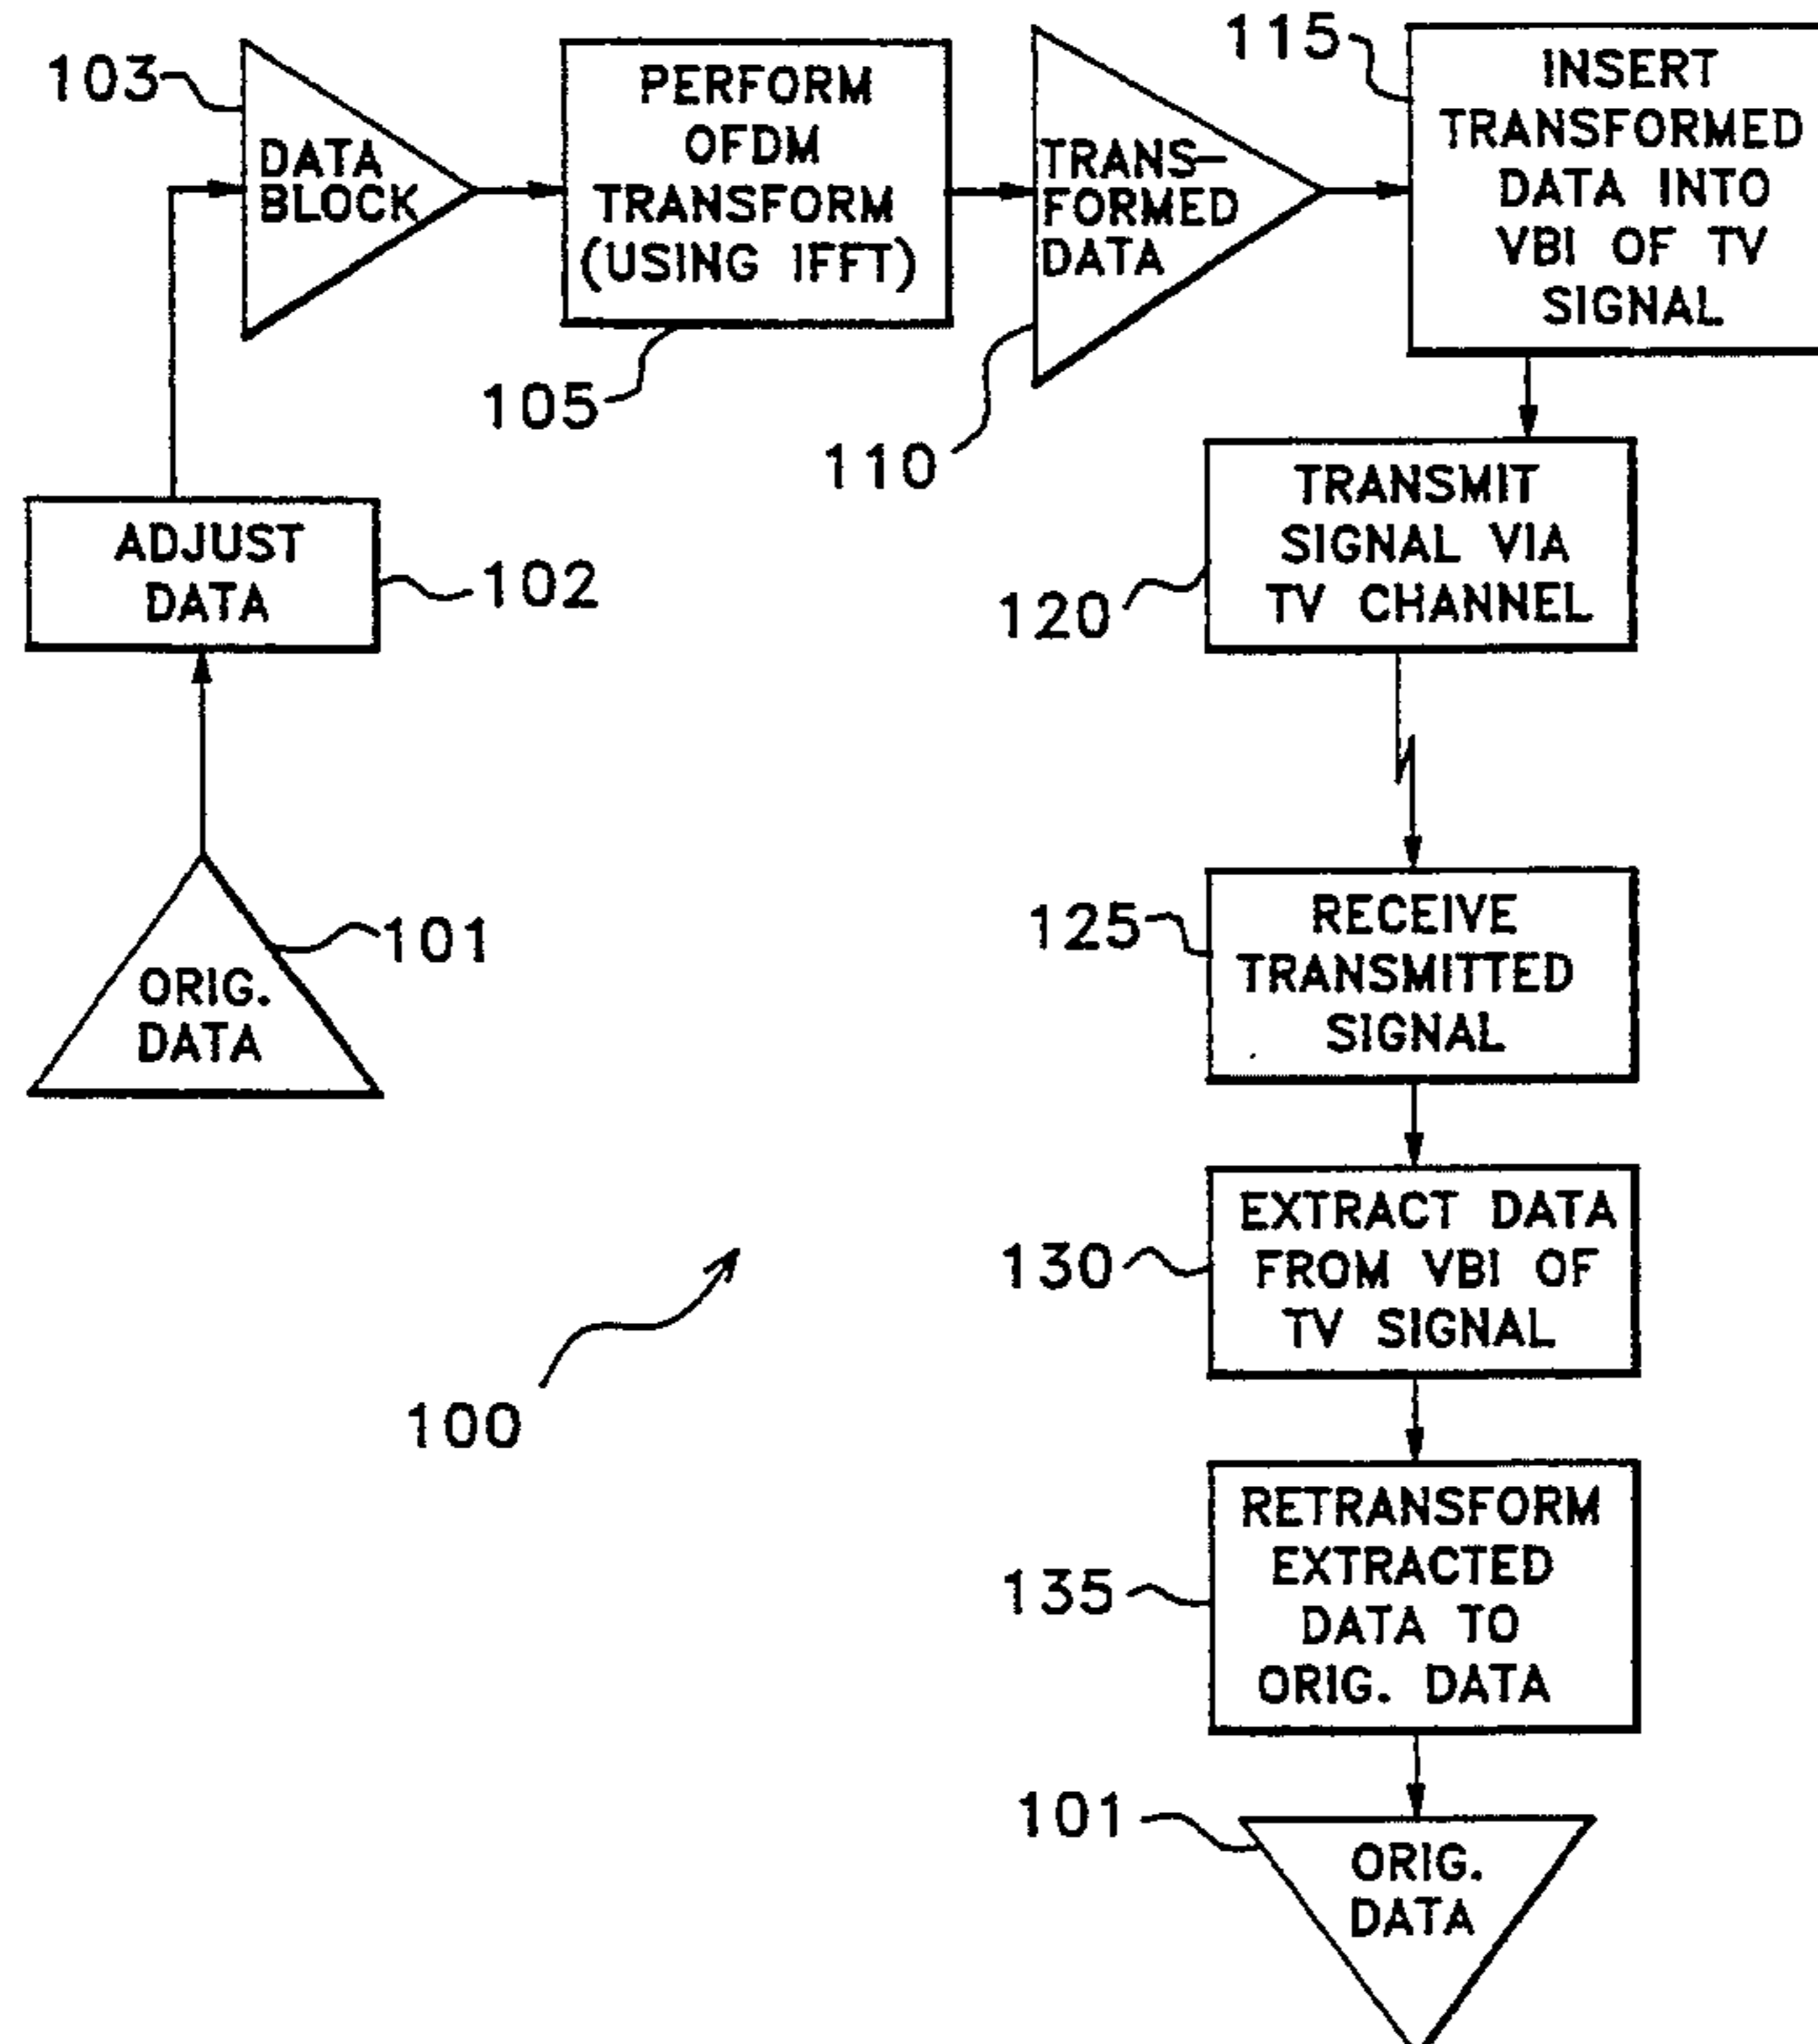 103
DATA
BLOCK
PERFORM
OFDM
TRANSFORM
(USING IFFT)
105
TRANS-
FORMED
DATA
110
115
INSERT
TRANSFORMED
DATA INTO
VBI OF TV
SIGNAL
ADJUST
DATA
102
TRANSMIT
SIGNAL VIA
TV CHANNEL
120
101
ORIG.
DATA
125
RECEIVE
TRANSMITTED
SIGNAL
130
EXTRACT DATA
FROM VBI OF
TV SIGNAL
100
135
RETRANSFORM
EXTRACTED
DATA TO
ORIG. DATA
101
ORIG.
DATA